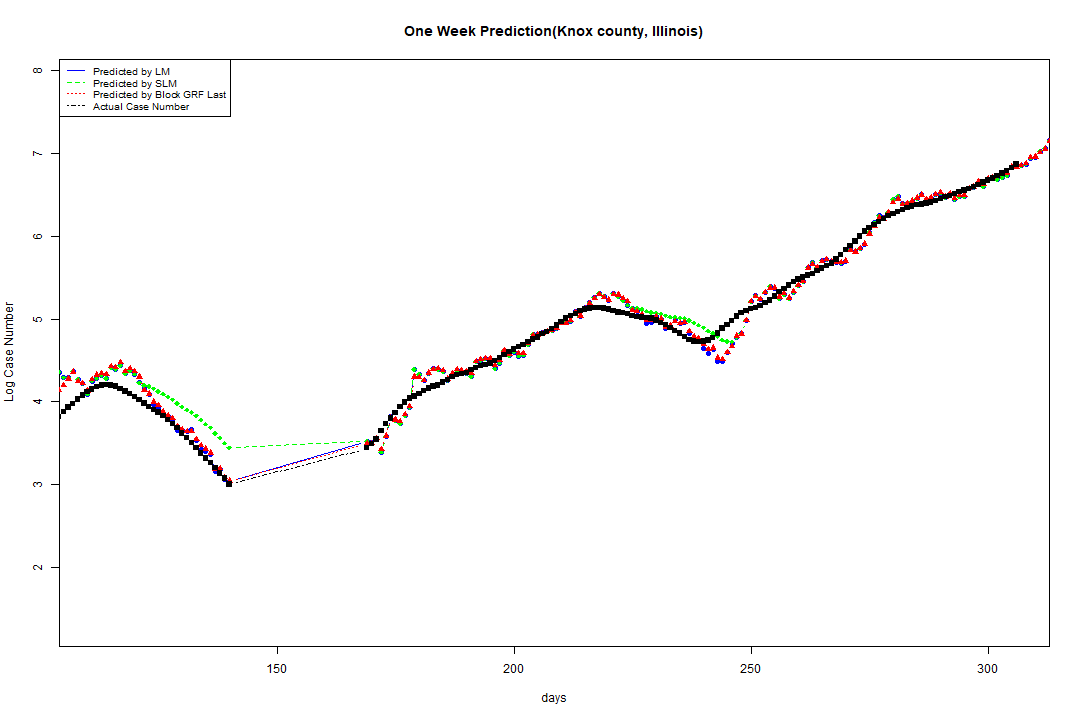 One Week Prediction(Knox county, Illinois)
Predicted by LM
Predicted by SLM
Predicted by Block GRF Last
Actual Case Number
8
7
6
5
4
3
2
Log Case Number
150 200 250 300
days